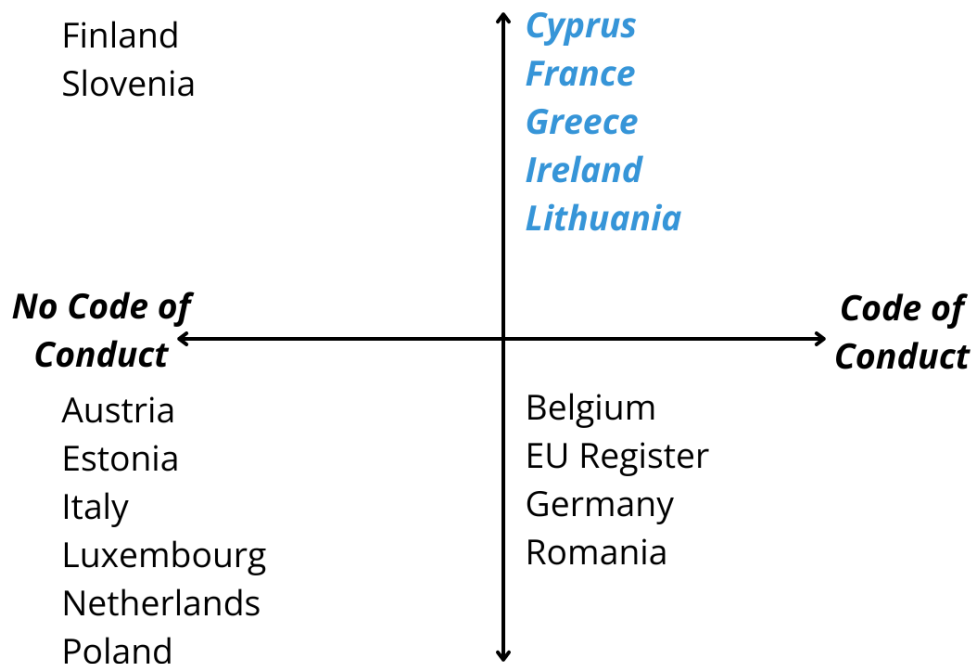 Finland
Slovenia
Cyprus
France
Greece
Ireland
Lithuania
No Code of
Conduct
Code of
Conduct
Austria
Estonia
Italy
Luxembourg
Netherlands
Poland
Belgium
EU Register
Germany
Romania